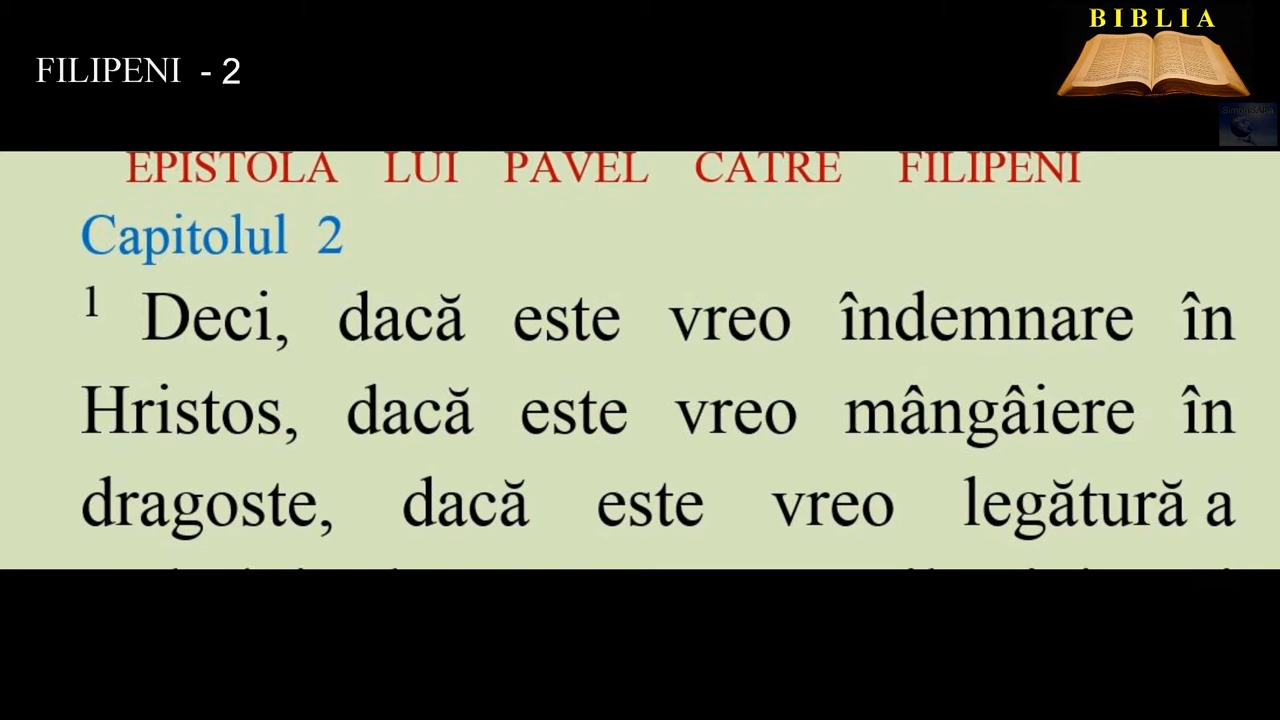 BIBLIA
FILIPENI - 2
EPISTOLA LUI PAVEL CATRE FILIPENI
Capitolul 2
1 Deci, dacă este vreo îndemnare în
Hristos, dacă este vreo mângâiere în
dragoste, dacă este vreo legătură a